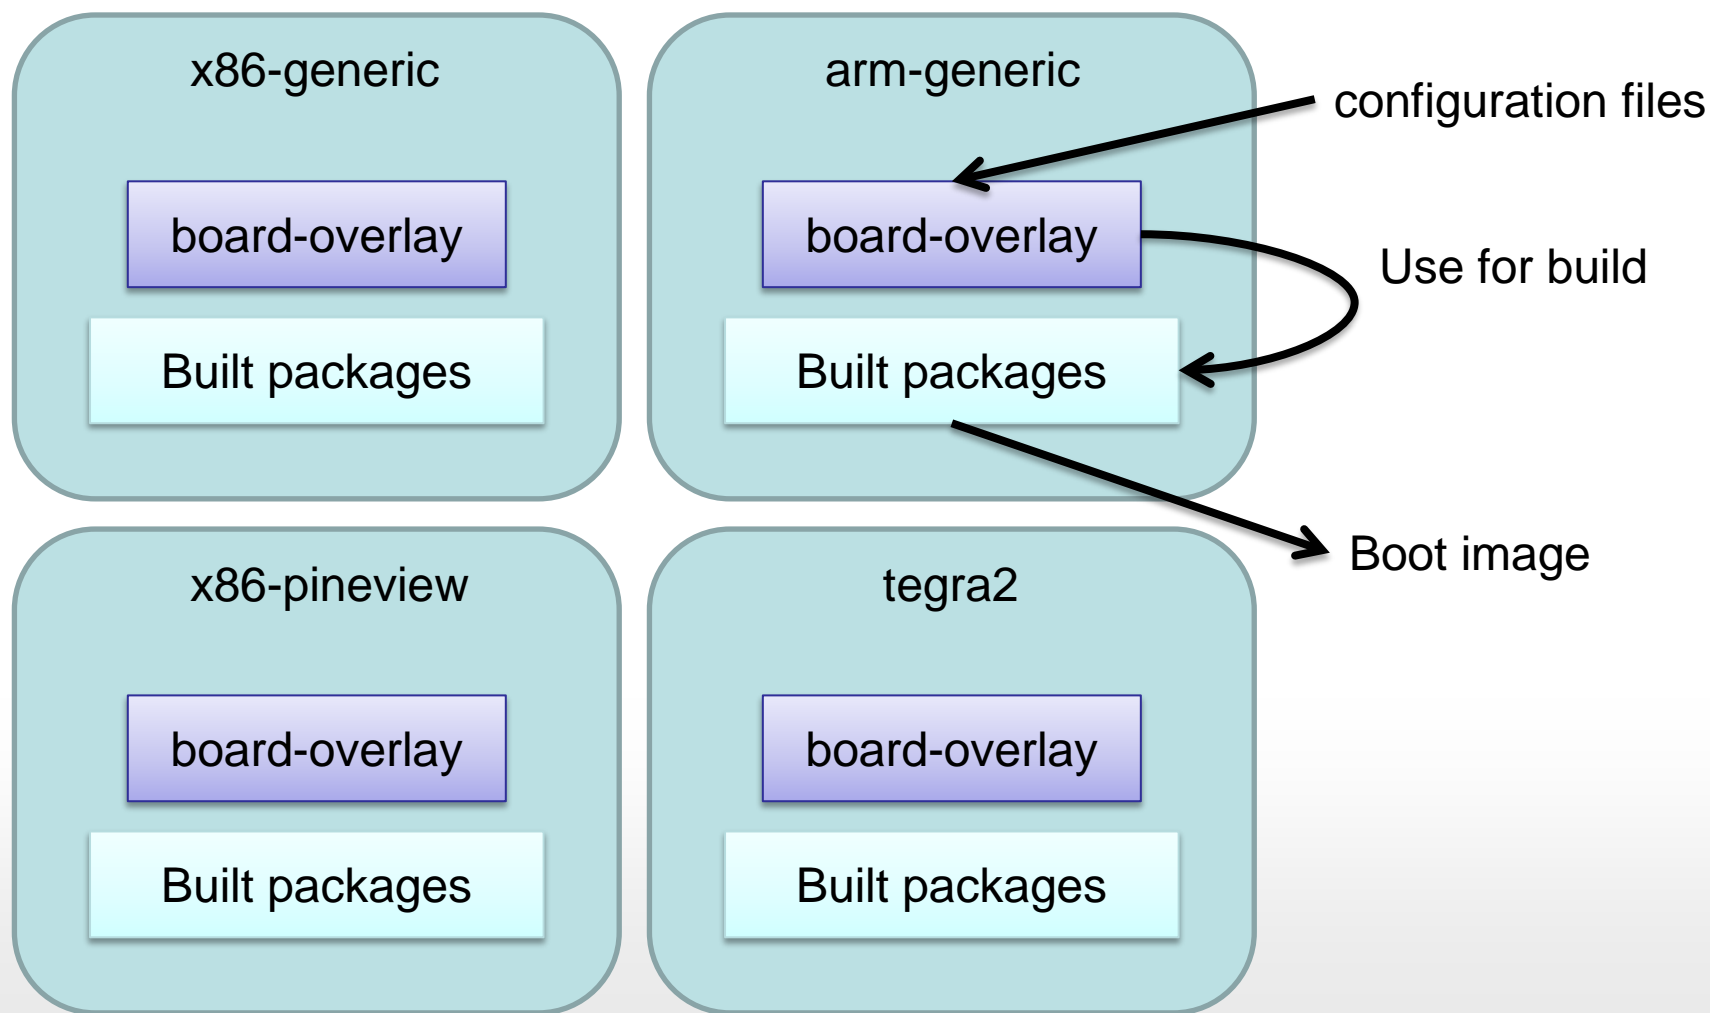 x86-generic
board-overlay
Built packages
arm-generic
board-overlay
Built packages
configuration files
Use for build
Boot image
x86-pineview
board-overlay
Built packages
tegra2
board-overlay
Built packages